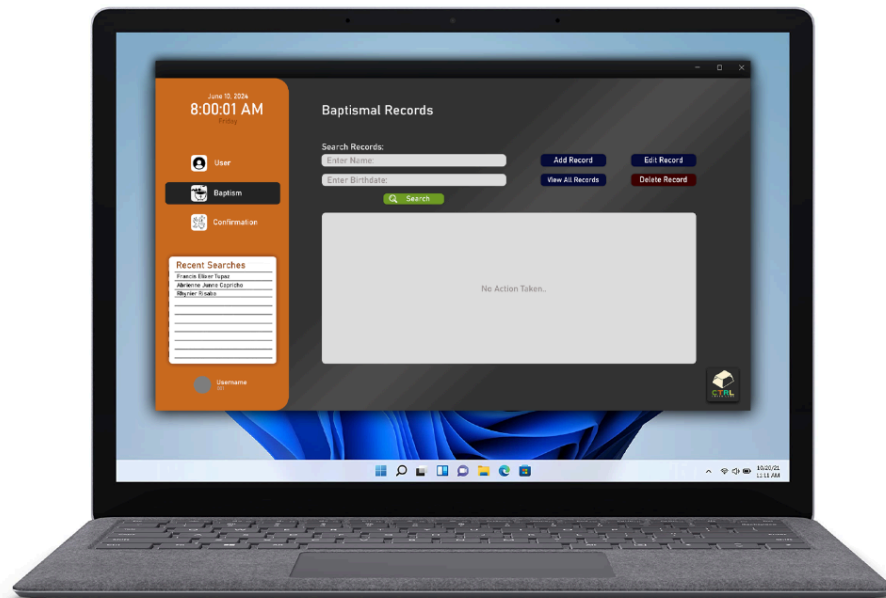 June 10, 2024
8:00:01 AM
Friday
User
Baptism
Confirmation
Recent Searches
Francis Oliver Tupaz
Abrienne Juano Capricho
Rhynier Risabo
Username
Baptismal Records
Search Records:
Enter Name:
Enter Birthdate:
Search
Add Record
Edit Record
View All Records
Delete Record
No Action Taken..
CTRL
10/20/21
11:11 AM